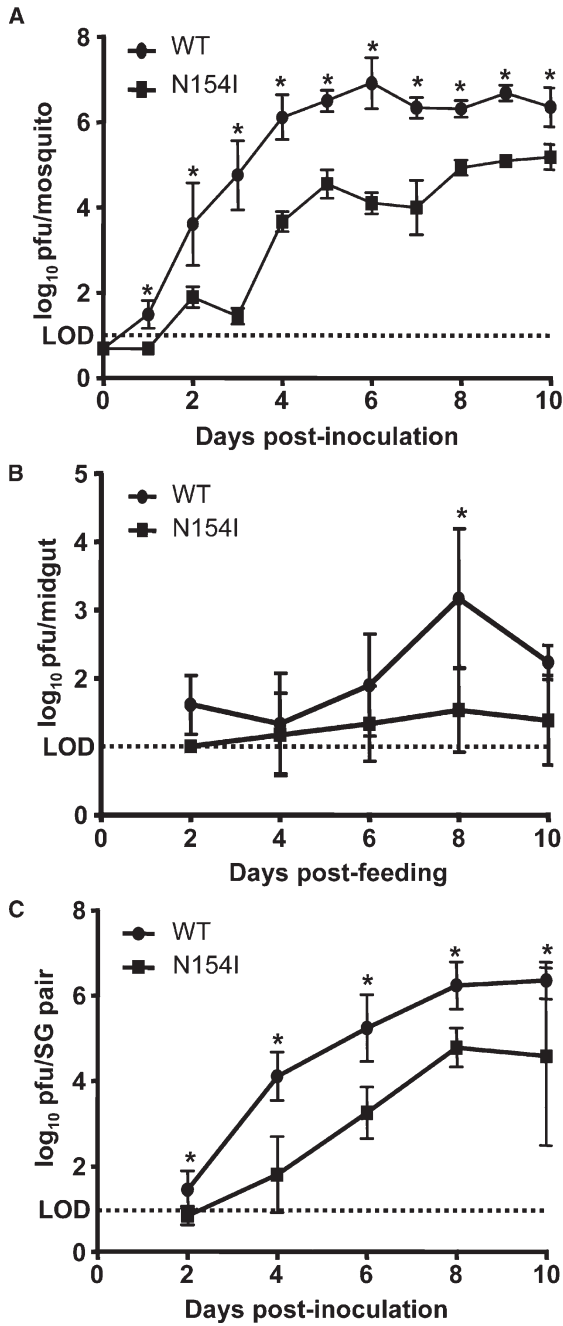 A
WT
N154I
log10 pfu/mosquito
8
6
4
2
LOD
0
* * * * * * * * * *
0 2 4 6 8 10
Days post-inoculation
B
WT
N154I
log10 pfu/midgut
5
4
3
2
LOD
0
*
0 2 4 6 8 10
Days post-feeding
C
WT
N154I
log10 pfu/SG pair
8
6
4
2
LOD
0
* * * * *
0 2 4 6 8 10
Days post-inoculation